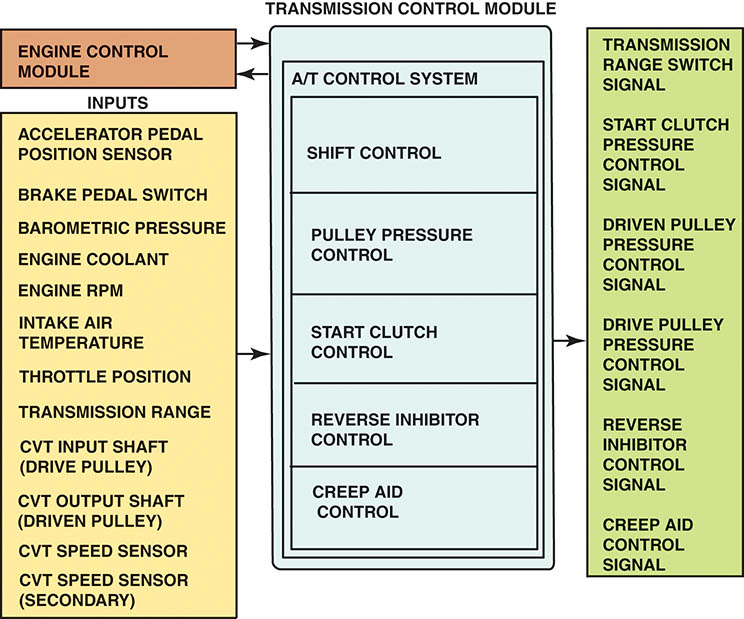 TRANSMISSION CONTROL MODULE
ENGINE CONTROL
MODULE
INPUTS
ACCELERATOR PEDAL
POSITION SENSOR
BRAKE PEDAL SWITCH
BAROMETRIC PRESSURE
ENGINE COOLANT
ENGINE RPM
INTAKE AIR
TEMPERATURE
THROTTLE POSITION
TRANSMISSION RANGE
CVT INPUT SHAFT
(DRIVE PULLEY)
CVT OUTPUT SHAFT
(DRIVEN PULLEY)
CVT SPEED SENSOR
CVT SPEED SENSOR
(SECONDARY)
A/T CONTROL SYSTEM
SHIFT CONTROL
PULLEY PRESSURE
CONTROL
START CLUTCH
CONTROL
REVERSE INHIBITOR
CONTROL
CREEP AID
CONTROL
TRANSMISSION
RANGE SWITCH
SIGNAL
START CLUTCH
PRESSURE
CONTROL
SIGNAL
DRIVEN PULLEY
PRESSURE
CONTROL
SIGNAL
DRIVE PULLEY
PRESSURE
CONTROL
SIGNAL
REVERSE
INHIBITOR
CONTROL
SIGNAL
CREEP AID
CONTROL
SIGNAL